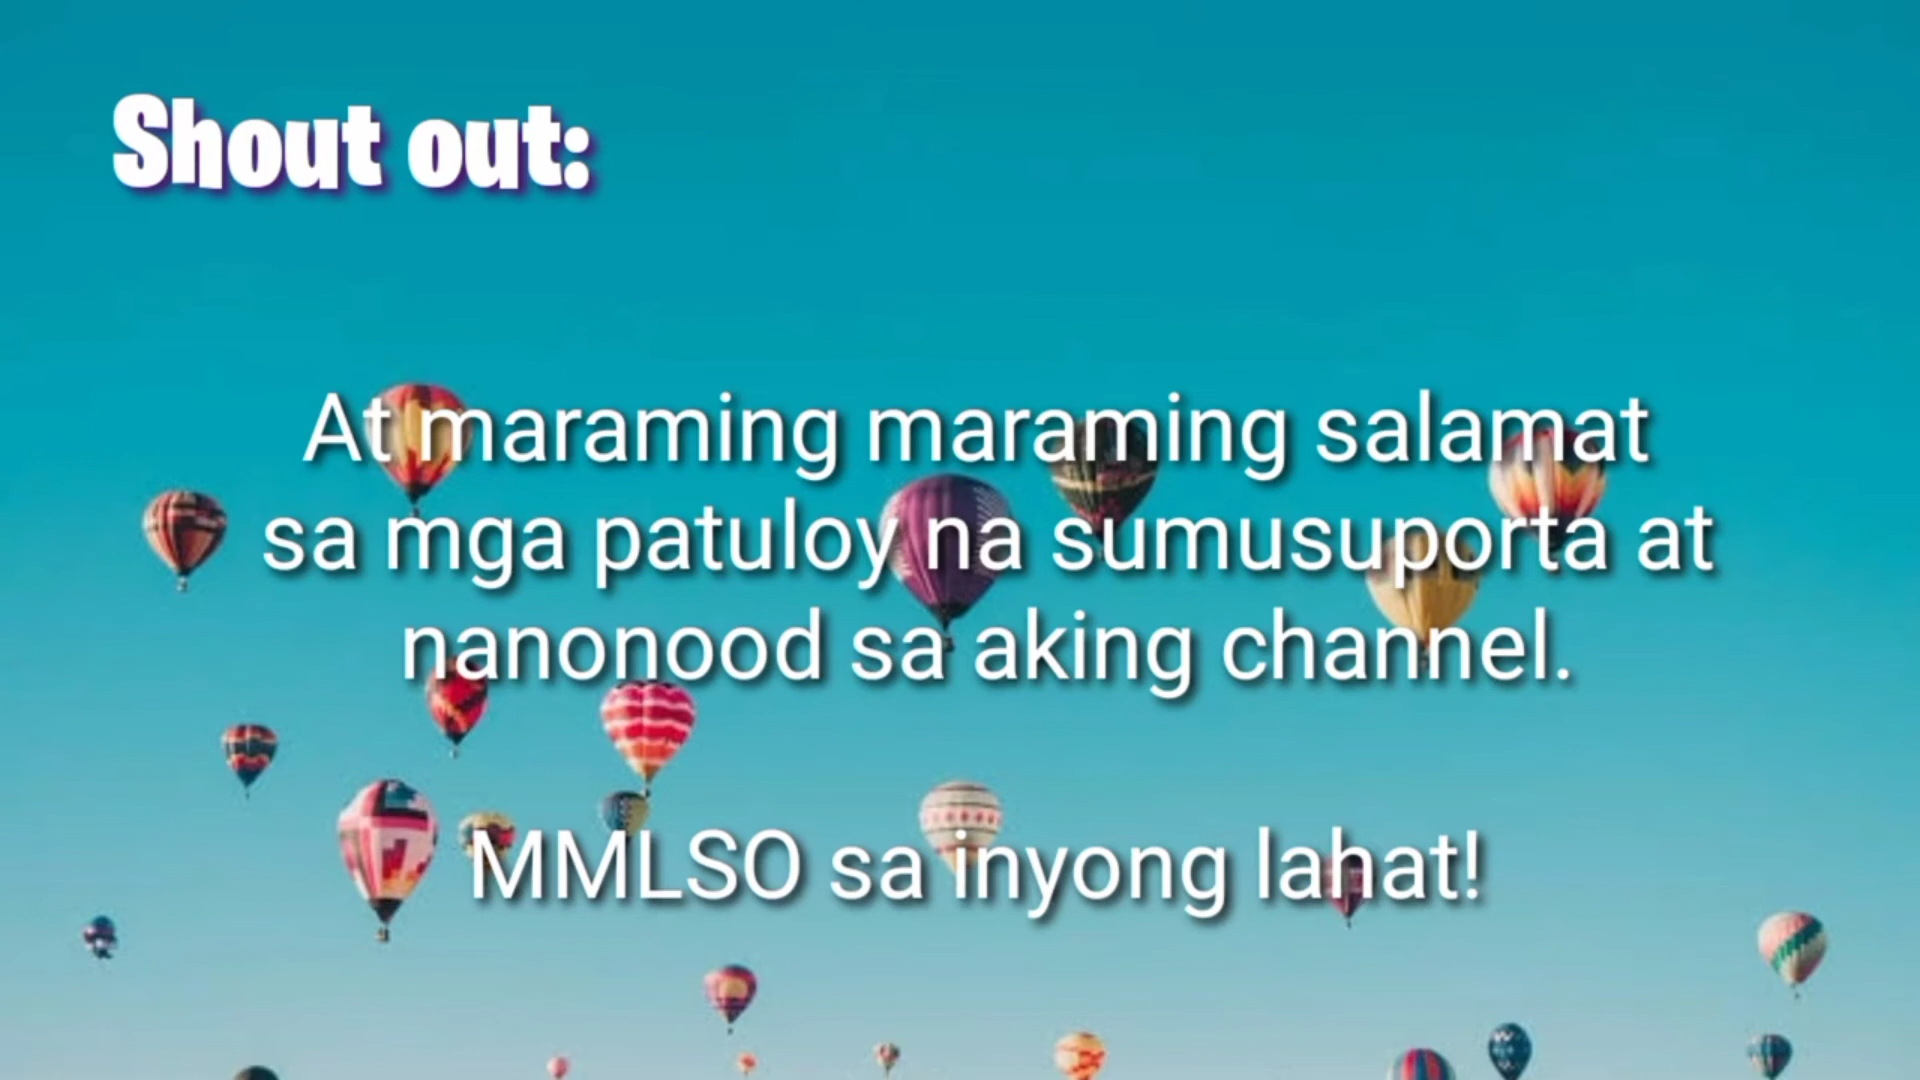 Shout out:
At maraming maraming salamat
sa mga patuloy na sumusuporta at
nanonood sa aking channel.
MMLSO sa inyong lahat!